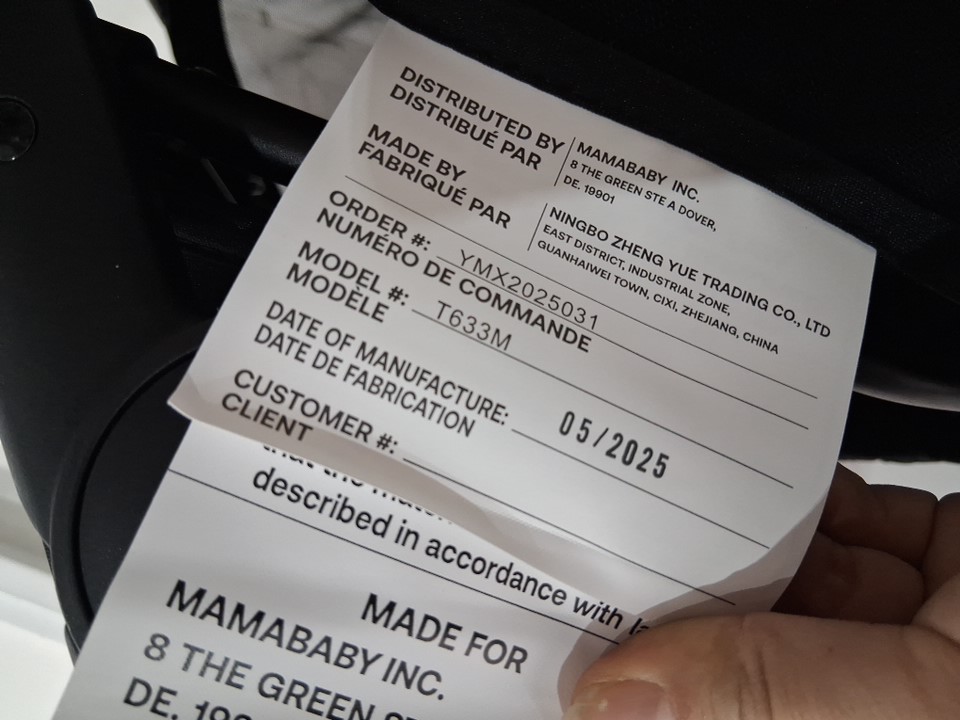 DISTRIBUTED BY
DISTRIBUÉ PAR
MAMABABY INC.
8 THE GREEN STE A DOVER,
DE. 19901
MADE BY
FABRIQUÉ PAR
NINGBO ZHENG YUE TRADING CO., LTD
EAST DISTRICT, INDUSTRIAL ZONE,
GUANHAIWEI TOWN, CIXI, ZHEJIANG, CHINA
ORDER #: YMX2025031
NUMÉRO DE COMMANDE
MODEL #: T633M
MODÈLE
DATE OF MANUFACTURE: 05/2025
DATE DE FABRICATION
CUSTOMER #:
CLIENT
described in accordance with
MADE FOR
MAMABABY INC.
8 THE GREEN
DE.